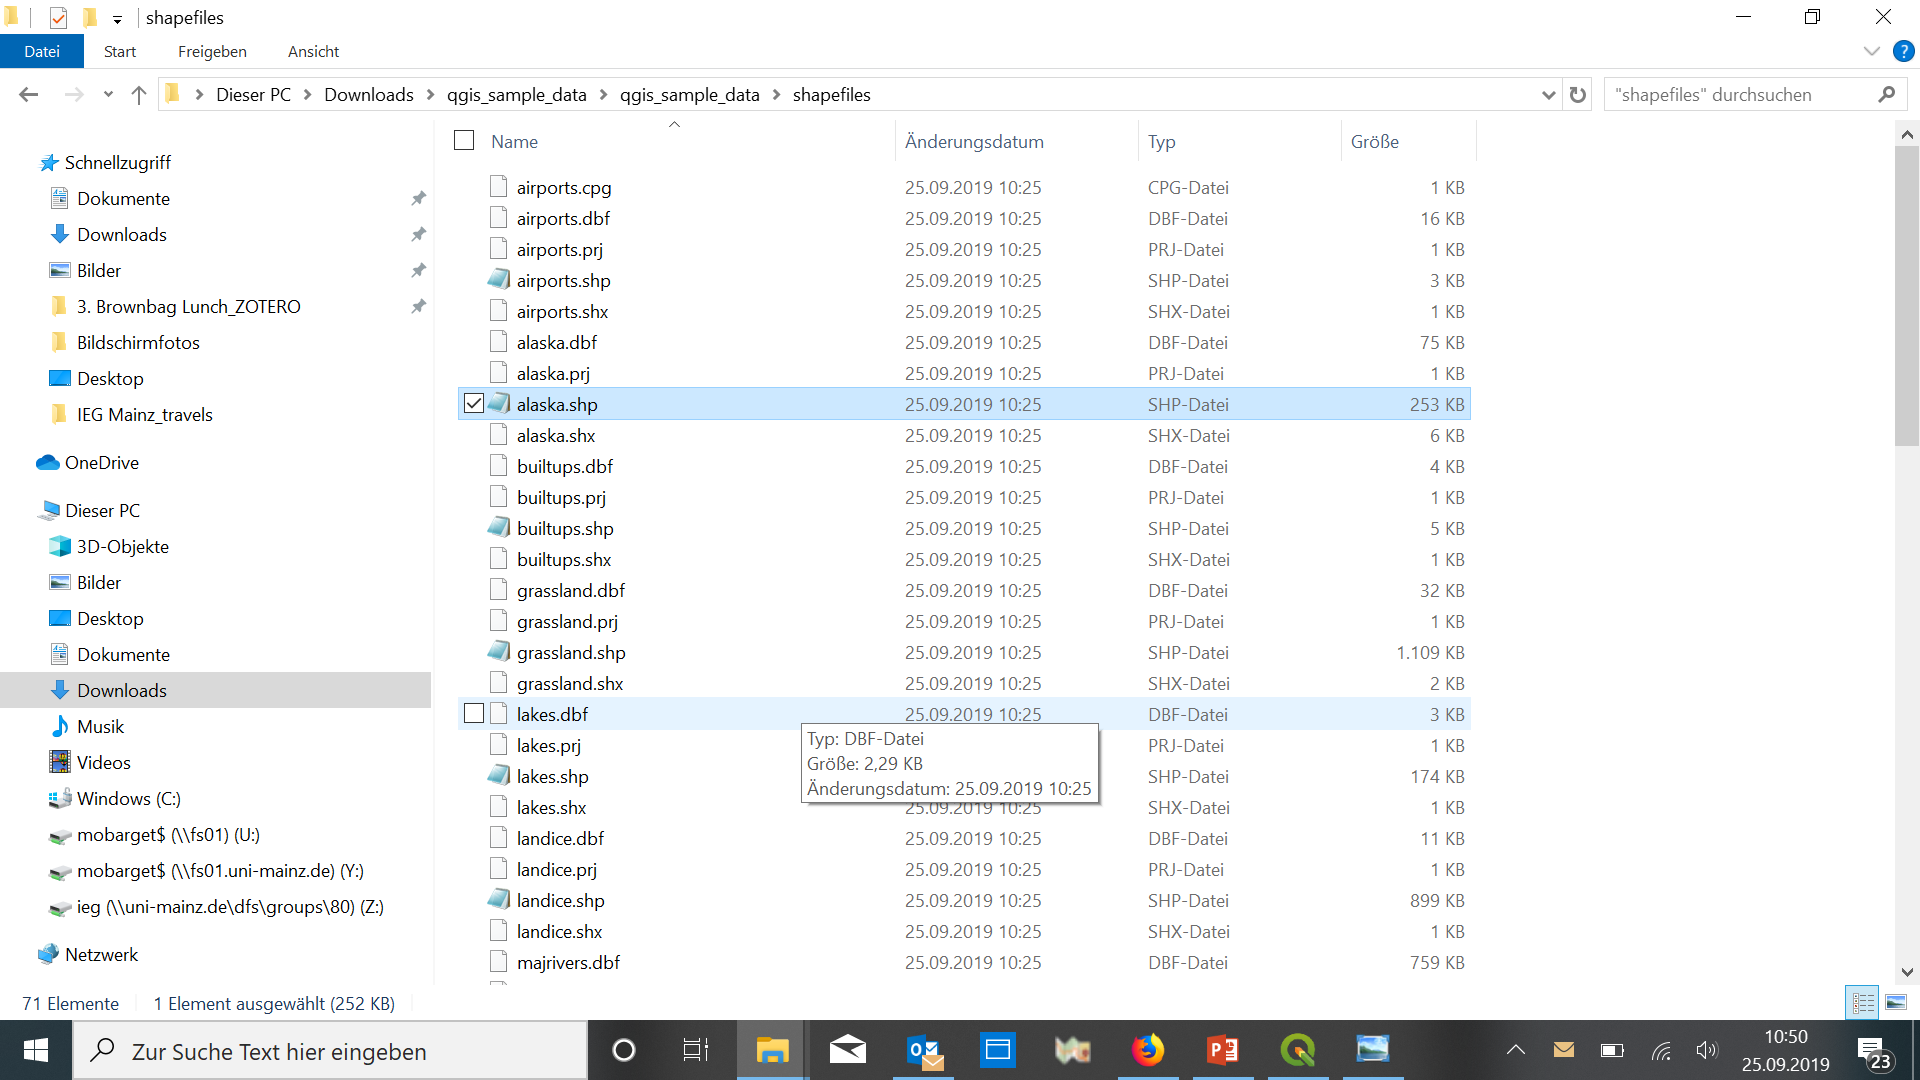 shapefiles
Datei Start Freigeben Ansicht
?
Dieser PC Downloads qgis_sample_data qgis_sample_data shapefiles
"shapefiles" durchsuchen
Name Änderungsdatum Typ Größe
Schnellzugriff
Dokumente
Downloads
Bilder
3. Brownbag Lunch_ZOTERO
Bildschirmfotos
Desktop
IEG Mainz_travels
OneDrive
Dieser PC
3D-Objekte
Bilder
Desktop
Dokumente
Downloads
Musik
Videos
Windows (C:)
mobarget$ (\\fs01) (U:)
mobarget$ (\\fs01.uni-mainz.de) (Y:)
ieg (\\uni-mainz.de\dfs\groups\80) (Z:)
Netzwerk
airports.cpg 25.09.2019 10:25 CPG-Datei 1 KB
airports.dbf 25.09.2019 10:25 DBF-Datei 16 KB
airports.prj 25.09.2019 10:25 PRJ-Datei 1 KB
airports.shp 25.09.2019 10:25 SHP-Datei 3 KB
airports.shx 25.09.2019 10:25 SHX-Datei 1 KB
alaska.dbf 25.09.2019 10:25 DBF-Datei 75 KB
alaska.prj 25.09.2019 10:25 PRJ-Datei 1 KB
alaska.shp 25.09.2019 10:25 SHP-Datei 253 KB
alaska.shx 25.09.2019 10:25 SHX-Datei 6 KB
builtups.dbf 25.09.2019 10:25 DBF-Datei 4 KB
builtups.prj 25.09.2019 10:25 PRJ-Datei 1 KB
builtups.shp 25.09.2019 10:25 SHP-Datei 5 KB
builtups.shx 25.09.2019 10:25 SHX-Datei 1 KB
grassland.dbf 25.09.2019 10:25 DBF-Datei 32 KB
grassland.prj 25.09.2019 10:25 PRJ-Datei 1 KB
grassland.shp 25.09.2019 10:25 SHP-Datei 1.109 KB
grassland.shx 25.09.2019 10:25 SHX-Datei 2 KB
lakes.dbf 25.09.2019 10:25 DBF-Datei 3 KB
lakes.prj PRJ-Datei 1 KB
lakes.shp SHP-Datei 174 KB
lakes.shx 25.09.2019 10:25 SHX-Datei 1 KB
landice.dbf 25.09.2019 10:25 DBF-Datei 11 KB
landice.prj 25.09.2019 10:25 PRJ-Datei 1 KB
landice.shp 25.09.2019 10:25 SHP-Datei 899 KB
landice.shx 25.09.2019 10:25 SHX-Datei 1 KB
majrivers.dbf 25.09.2019 10:25 DBF-Datei 759 KB
Typ: DBF-Datei
Größe: 2,29 KB
Änderungsdatum: 25.09.2019 10:25
71 Elemente 1 Element ausgewählt (252 KB)
Zur Suche Text hier eingeben
10:50
25.09.2019
23